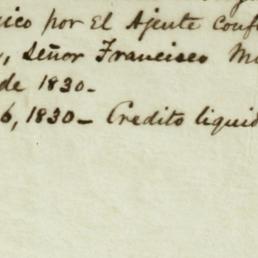 ico por El Ajente Conf
, Señor Francisco M
de 1830-
6, 1830- Credito liquid